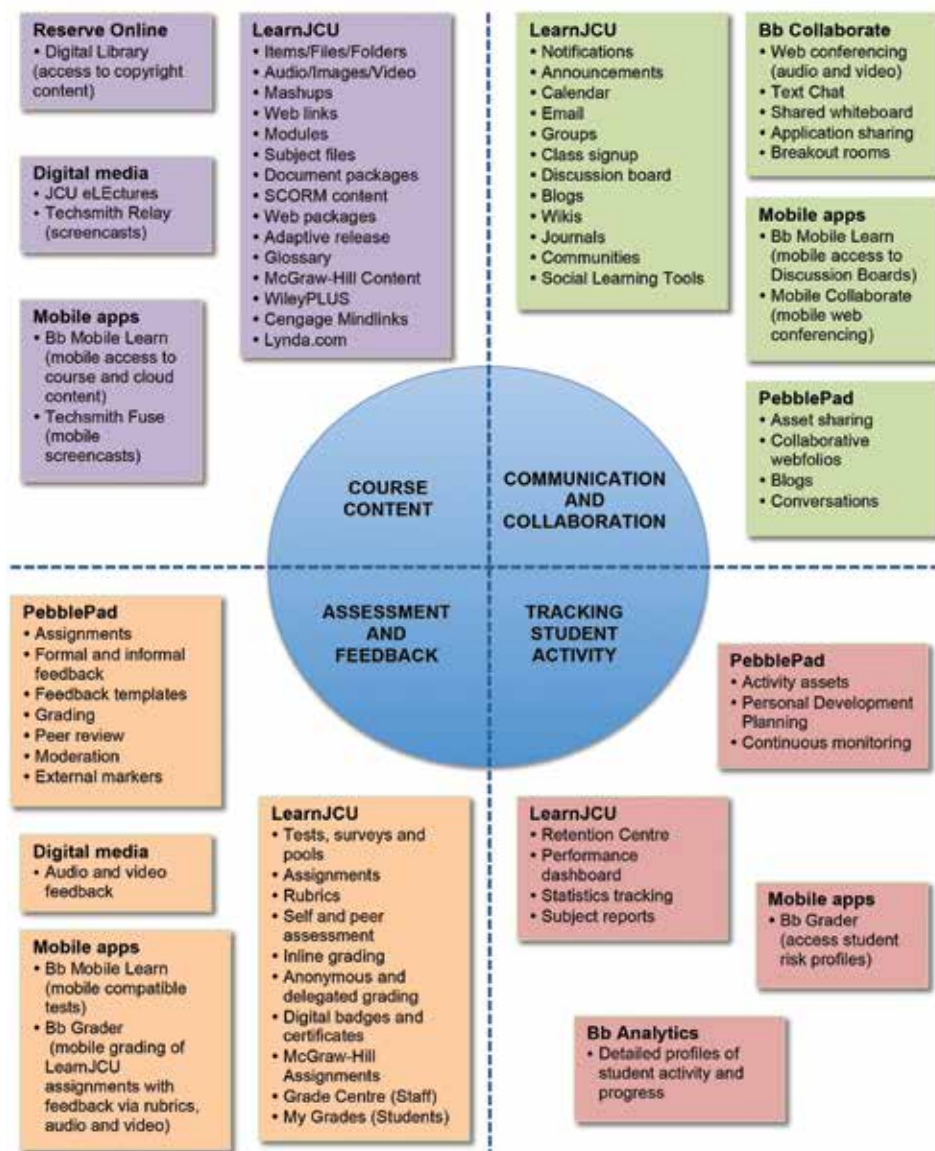 Reserve Online
• Digital Library
(access to copyright
content)
Digital media
• JCU eLEctures
• Techsmith Relay
(screencasts)
Mobile apps
• Bb Mobile Learn
(mobile access to
course and cloud
content)
• Techsmith Fuse
(mobile
screencasts)
LearnJCU
• Items/Files/Folders
• Audio/Images/Video
• Mashups
• Web links
• Modules
• Subject files
• Document packages
• SCORM content
• Web packages
• Adaptive release
• Glossary
• McGraw-Hill Content
• WileyPLUS
• Cengage Mindlinks
• Lynda.com
LearnJCU
• Notifications
• Announcements
• Calendar
• Email
• Groups
• Class signup
• Discussion board
• Blogs
• Wikis
• Journals
• Communities
• Social Learning Tools
Bb Collaborate
• Web conferencing
(audio and video)
• Text Chat
• Shared whiteboard
• Application sharing
• Breakout rooms
Mobile apps
• Bb Mobile Learn
(mobile access to
Discussion Boards)
• Mobile Collaborate
(mobile web
conferencing)
PebblePad
• Asset sharing
• Collaborative
webfolios
• Blogs
• Conversations
COURSE
CONTENT
COMMUNICATION
AND
COLLABORATION
ASSESSMENT
AND
FEEDBACK
TRACKING
STUDENT
ACTIVITY
PebblePad
• Assignments
• Formal and informal
feedback
• Feedback templates
• Grading
• Peer review
• Moderation
• External markers
Digital media
• Audio and video
feedback
Mobile apps
• Bb Mobile Learn
(mobile compatible
tests)
• Bb Grader
(mobile grading of
LearnJCU
assignments with
feedback via rubrics,
audio and video)
LearnJCU
• Tests, surveys and
pools
• Assignments
• Rubrics
• Self and peer
assessment
• Inline grading
• Anonymous and
delegated grading
• Digital badges and
certificates
• McGraw-Hill
Assignments
• Grade Centre (Staff)
• My Grades (Students)
PebblePad
• Activity assets
• Personal Development
Planning
• Continuous monitoring
LearnJCU
• Retention Centre
• Performance
dashboard
• Statistics tracking
• Subject reports
Mobile apps
• Bb Grader
(access student
risk profiles)
Bb Analytics
• Detailed profiles of
student activity and
progress